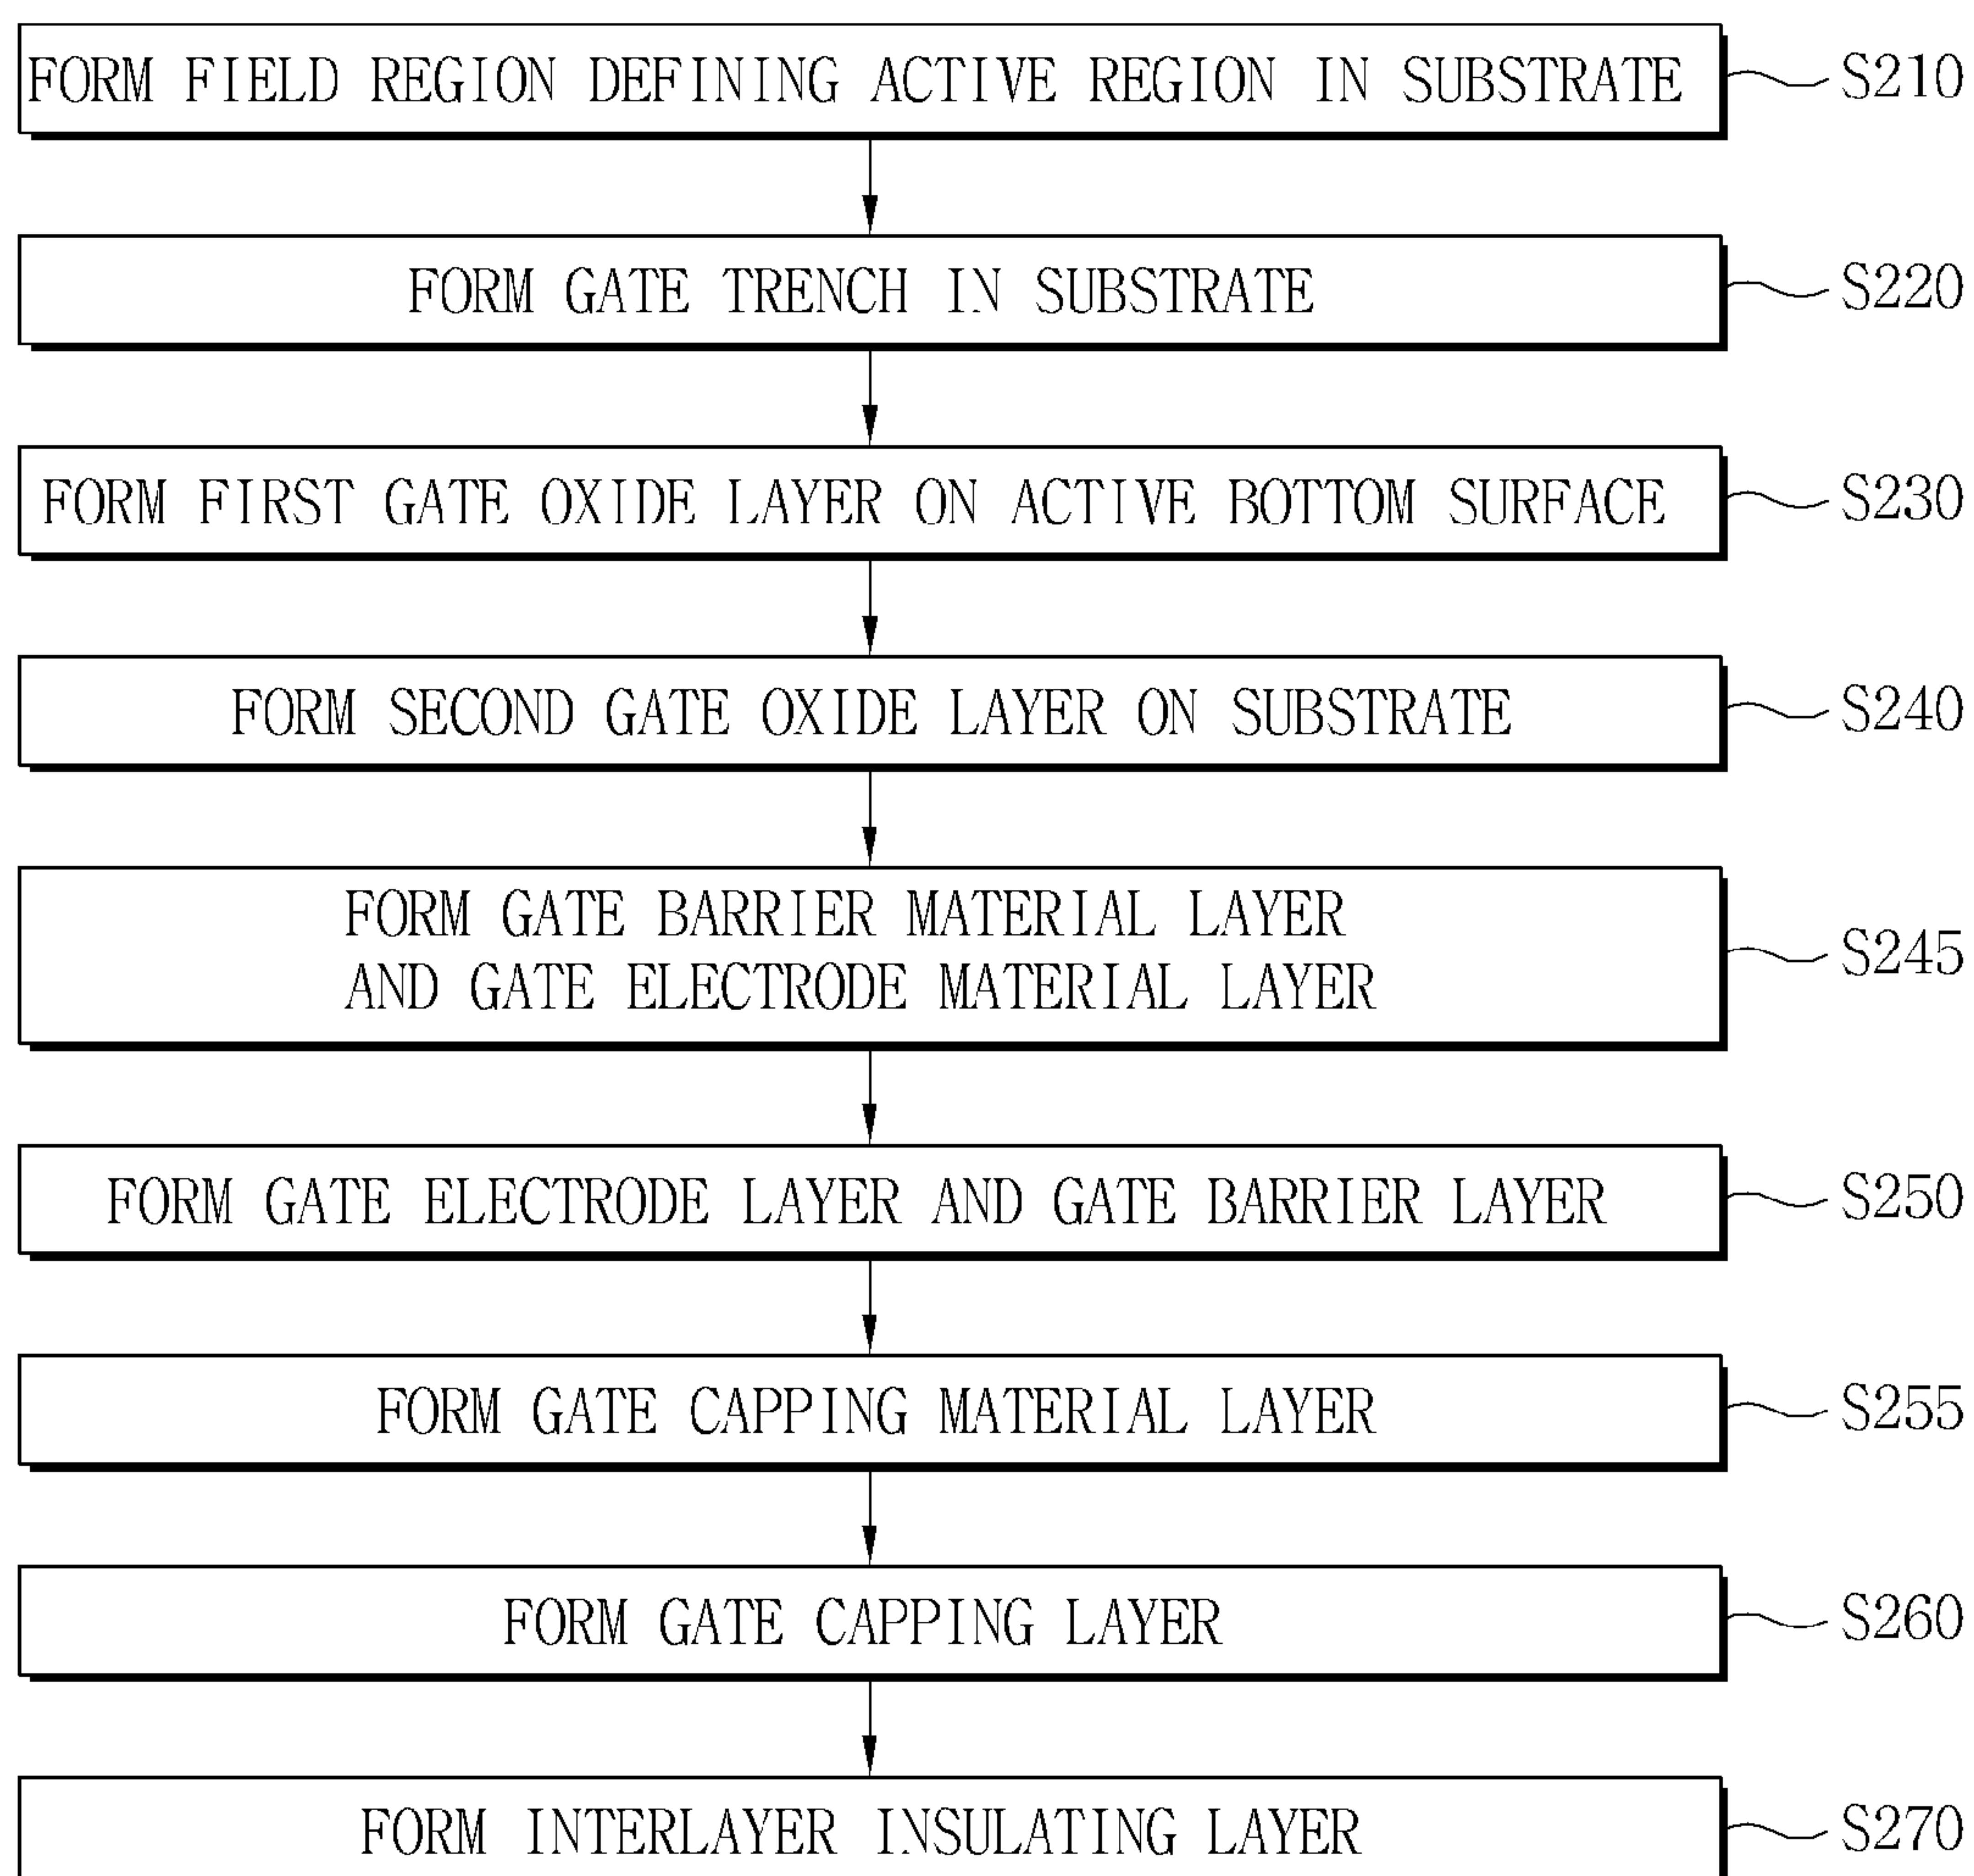 FORM FIELD REGION DEFINING ACTIVE REGION IN SUBSTRATE S210
FORM GATE TRENCH IN SUBSTRATE S220
FORM FIRST GATE OXIDE LAYER ON ACTIVE BOTTOM SURFACE S230
FORM SECOND GATE OXIDE LAYER ON SUBSTRATE S240
FORM GATE BARRIER MATERIAL LAYER
AND GATE ELECTRODE MATERIAL LAYER S245
FORM GATE ELECTRODE LAYER AND GATE BARRIER LAYER S250
FORM GATE CAPPING MATERIAL LAYER S255
FORM GATE CAPPING LAYER S260
FORM INTERLAYER INSULATING LAYER S270